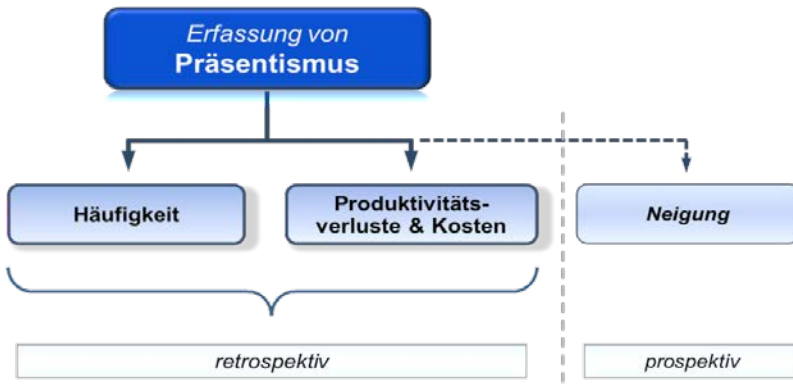 Erfassung von
Präsentismus
Häufigkeit
Produktivitäts-
verluste & Kosten
Neigung
retrospektiv
prospektiv